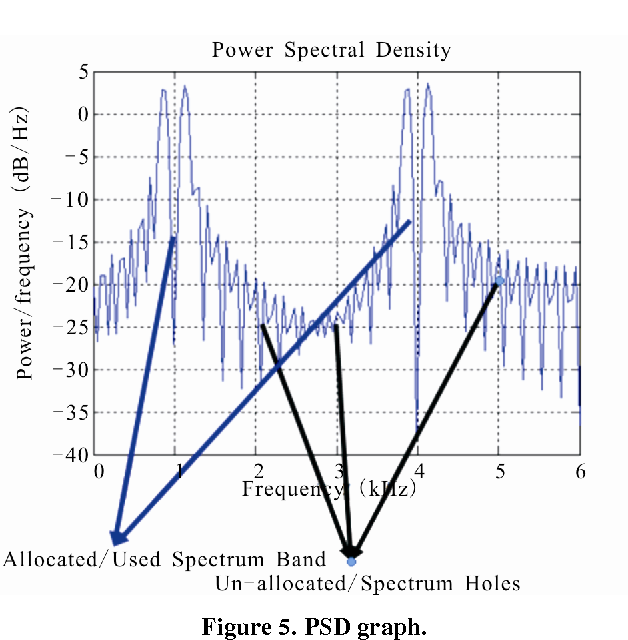 Power Spectral Density
5
0
−5
−10
−15
−20
−25
−30
−35
−40
Power/frequency (dB/Hz)
0 1 2 3 4 5 6
Frequency (kHz)
Allocated/Used Spectrum Band
Un-allocated/Spectrum Holes
Figure 5. PSD graph.